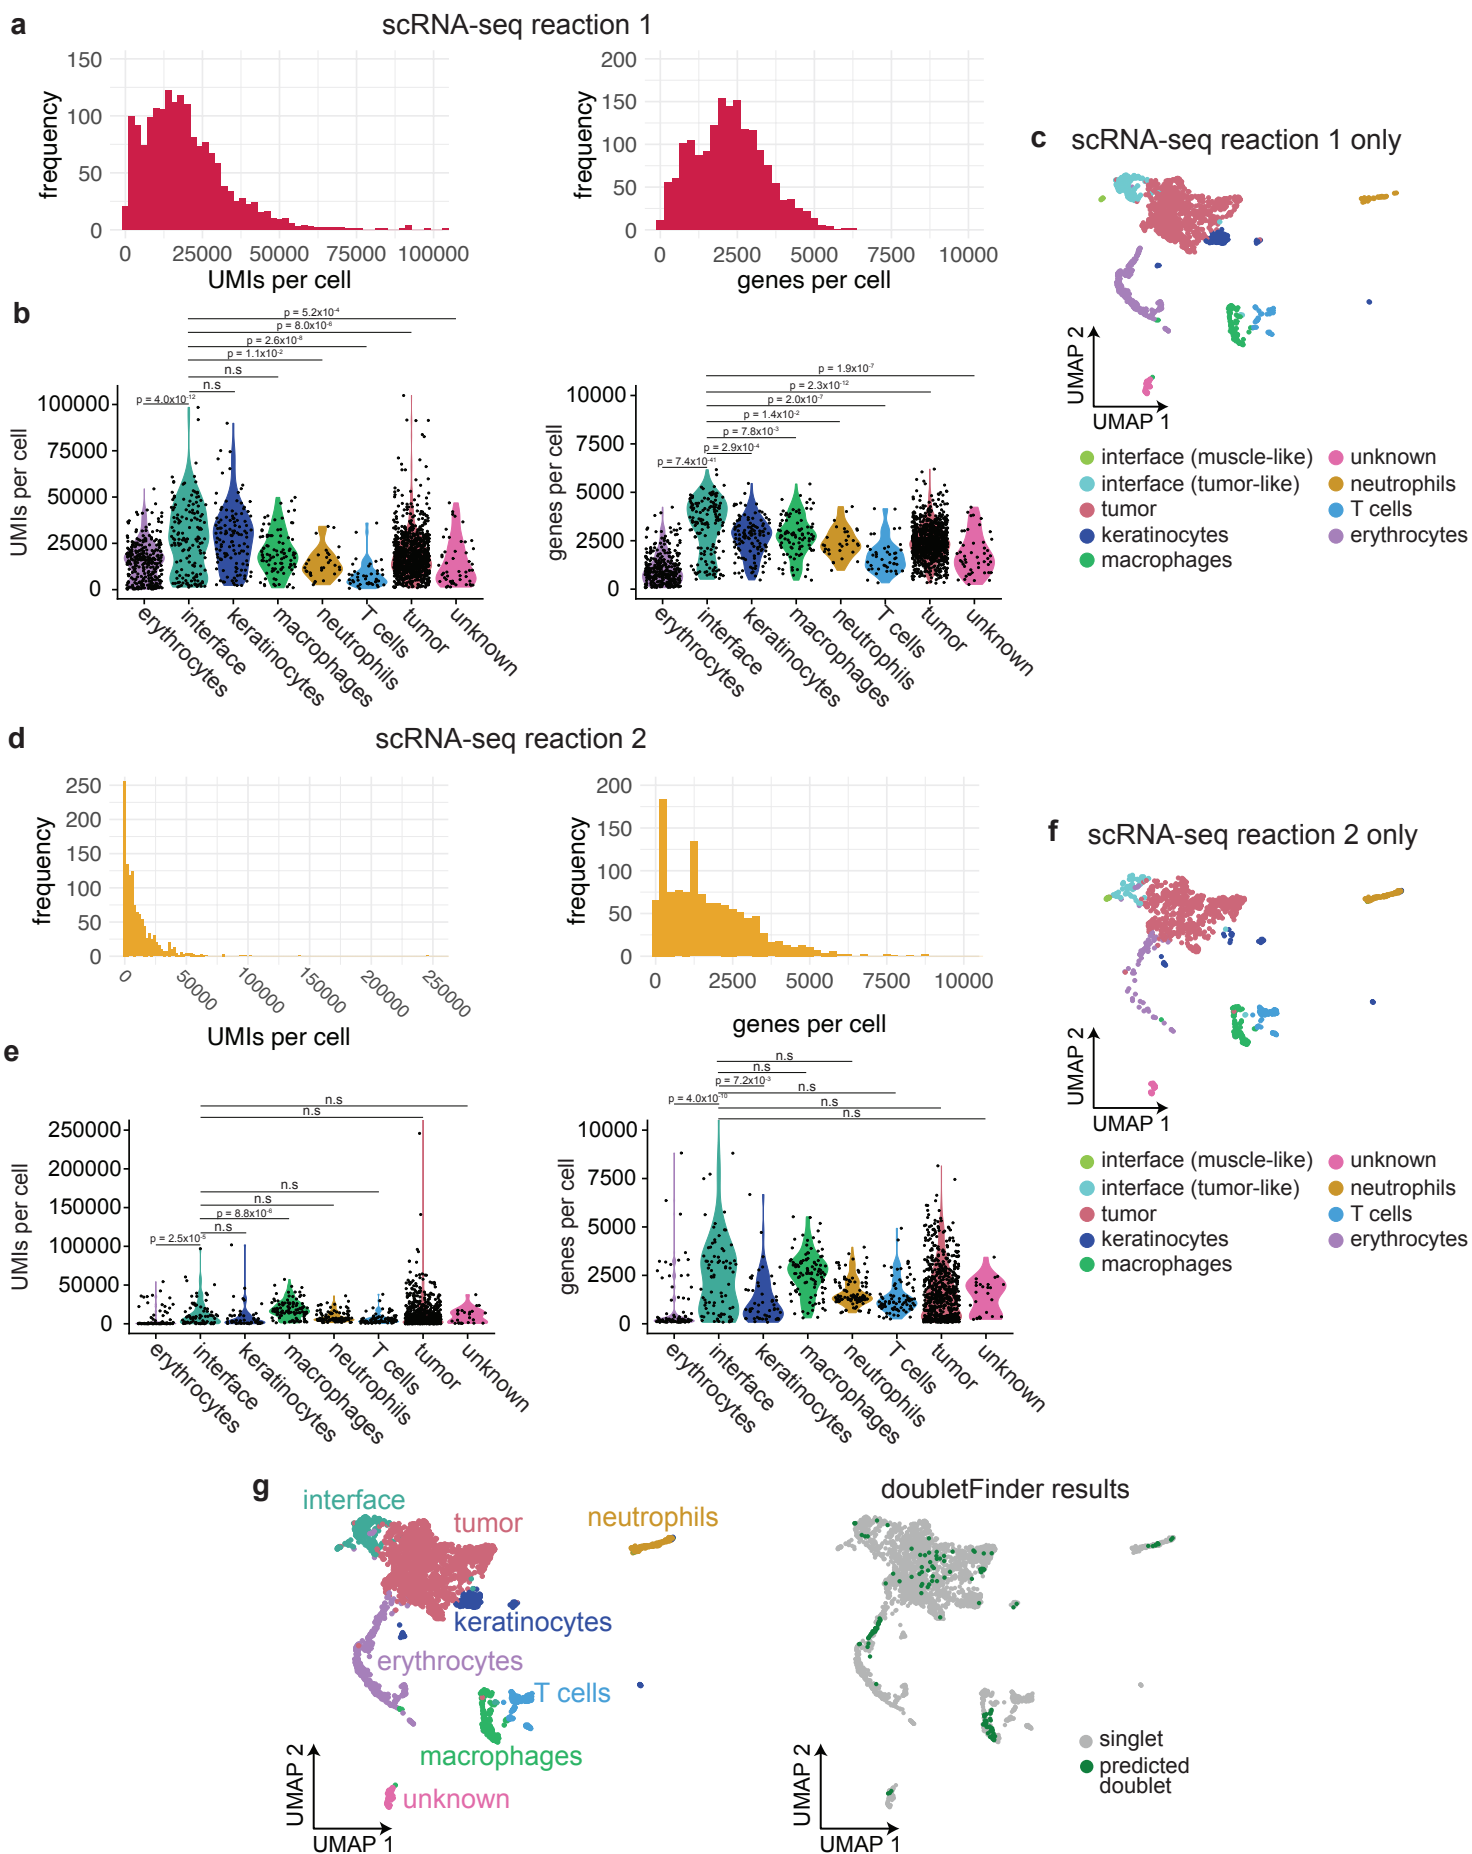 a
scRNA-seq reaction 1
150
100
50
0
frequency
0 25000 50000 75000 100000
UMIs per cell
200
150
100
50
0
frequency
0 2500 5000 7500 10000
genes per cell
b
p = 5.2x10-4
p = 8.0x10-6
p = 2.6x10-8
p = 1.1x10-2
n.s
n.s
p = 4.0x10-12
100000
75000
50000
25000
0
UMIs per cell
erythrocytes
interface
keratinocytes
macrophages
neutrophils
T cells
tumor
unknown
p = 1.9x10-7
p = 2.3x10-12
p = 2.0x10-7
p = 1.4x10-2
p = 7.8x10-3
p = 2.9x10-4
p = 7.4x10-41
10000
7500
5000
2500
0
genes per cell
erythrocytes
interface
keratinocytes
macrophages
neutrophils
T cells
tumor
unknown
c
scRNA-seq reaction 1 only
UMAP 2
UMAP 1
interface (muscle-like)
interface (tumor-like)
tumor
keratinocytes
macrophages
unknown
neutrophils
T cells
erythrocytes
d
scRNA-seq reaction 2
250
200
150
100
50
0
frequency
0 50000 100000 150000 200000 250000
UMIs per cell
200
150
100
50
0
frequency
0 2500 5000 7500 10000
genes per cell
e
n.s
n.s
n.s
n.s
p = 8.8x10-6
n.s
p = 2.5x10-5
250000
200000
150000
100000
50000
0
UMIs per cell
erythrocytes
interface
keratinocytes
macrophages
neutrophils
T cells
tumor
unknown
n.s
n.s
p = 7.2x10-3
n.s
p = 4.0x10-10
n.s
n.s
10000
7500
5000
2500
0
genes per cell
erythrocytes
interface
keratinocytes
macrophages
neutrophils
T cells
tumor
unknown
f
scRNA-seq reaction 2 only
UMAP 2
UMAP 1
interface (muscle-like)
interface (tumor-like)
tumor
keratinocytes
macrophages
unknown
neutrophils
T cells
erythrocytes
g
interface
tumor
neutrophils
keratinocytes
erythrocytes
T cells
macrophages
unknown
UMAP 2
UMAP 1
doubletFinder results
singlet
predicted
doublet
UMAP 2
UMAP 1